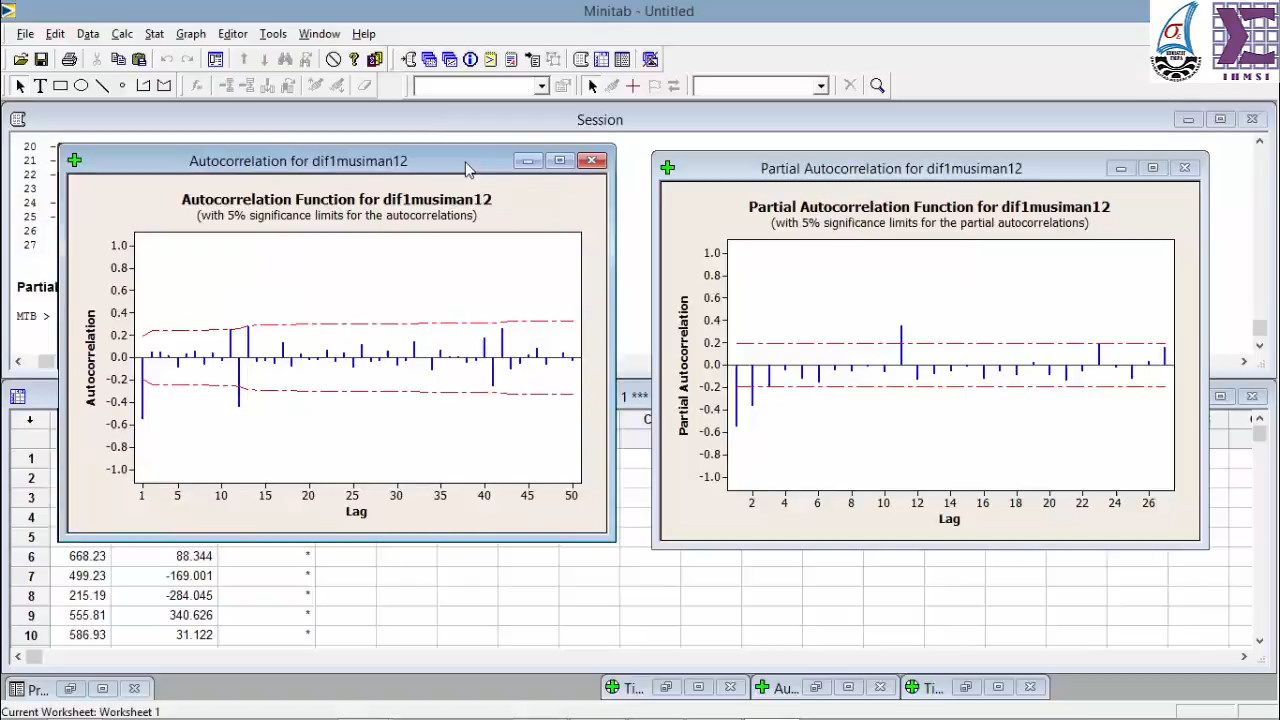 Minitab - Untitled
File Edit Data Calc Stat Graph Editor Tools Window Help
IHMSI
Session
20
21
22
23
24
25
26
27
Partial
MTB >
Autocorrelation for dif1musiman12
Autocorrelation Function for dif1musiman12
(with 5% significance limits for the autocorrelations)
Autocorrelation
1.0
0.8
0.6
0.4
0.2
0.0
-0.2
-0.4
-0.6
-0.8
-1.0
1 5 10 15 20 25 30 35 40 45 50
Lag
Partial Autocorrelation for dif1musiman12
Partial Autocorrelation Function for dif1musiman12
(with 5% significance limits for the partial autocorrelations)
Partial Autocorrelation
1.0
0.8
0.6
0.4
0.2
0.0
-0.2
-0.4
-0.6
-0.8
-1.0
2 4 6 8 10 12 14 16 18 20 22 24 26
Lag
1 ***
1
2
3
4
5
6 668.23 88.344 *
7 499.23 -169.001 *
8 215.19 -284.045 *
9 555.81 340.626 *
10 586.93 31.122 *
Pr... Ti... Au... Ti...
Current Worksheet: Worksheet 1